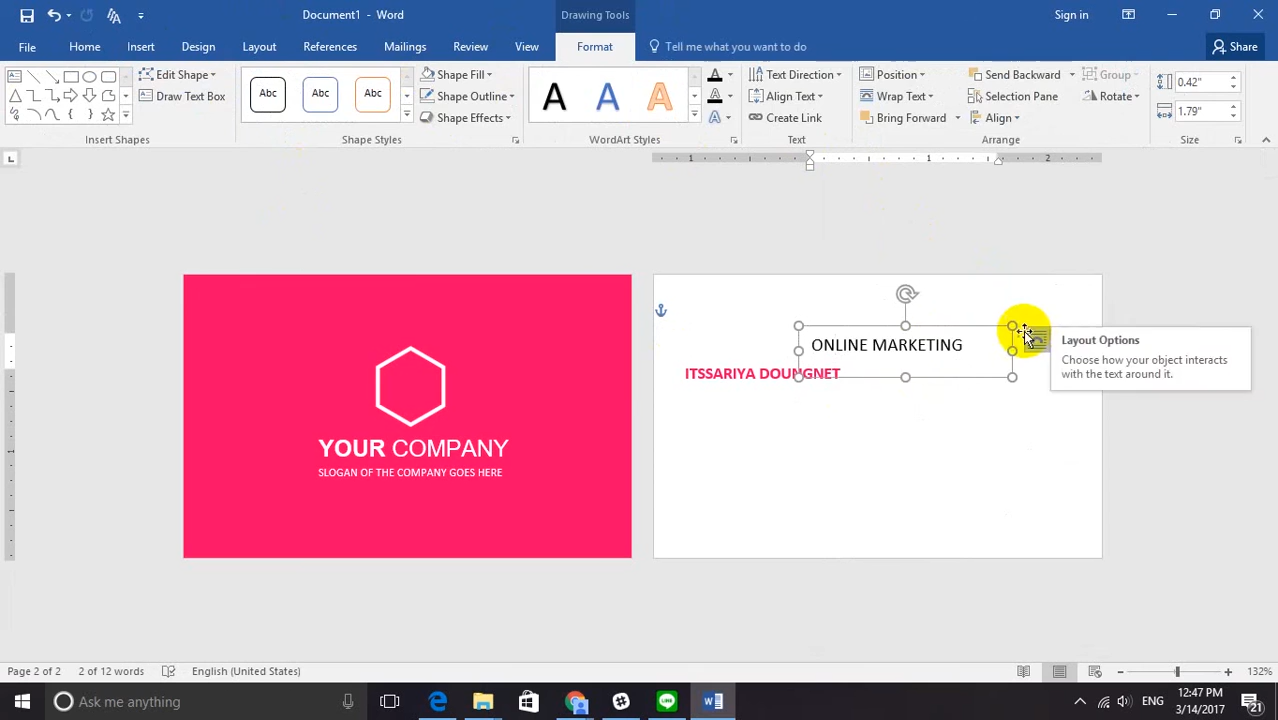 Document1 - Word
Drawing Tools
Sign in
File
Home
Insert
Design
Layout
References
Mailings
Review
View
Format
Tell me what you want to do
Share
Edit Shape
Draw Text Box
Insert Shapes
Abc
Abc
Abc
Shape Fill
Shape Outline
Shape Effects
Shape Styles
A
A
A
A
A
A
WordArt Styles
Text Direction
Align Text
Create Link
Text
Position
Wrap Text
Bring Forward
Send Backward
Selection Pane
Align
Group
Rotate
Arrange
0.42"
1.79"
Size
1
1
2
1
YOUR COMPANY
SLOGAN OF THE COMPANY GOES HERE
ONLINE MARKETING
ITSSARIYA DOUNGNET
Layout Options
Choose how your object interacts
with the text around it.
Page 2 of 2
2 of 12 words
English (United States)
132%
Ask me anything
ENG
12:47 PM
3/14/2017
21